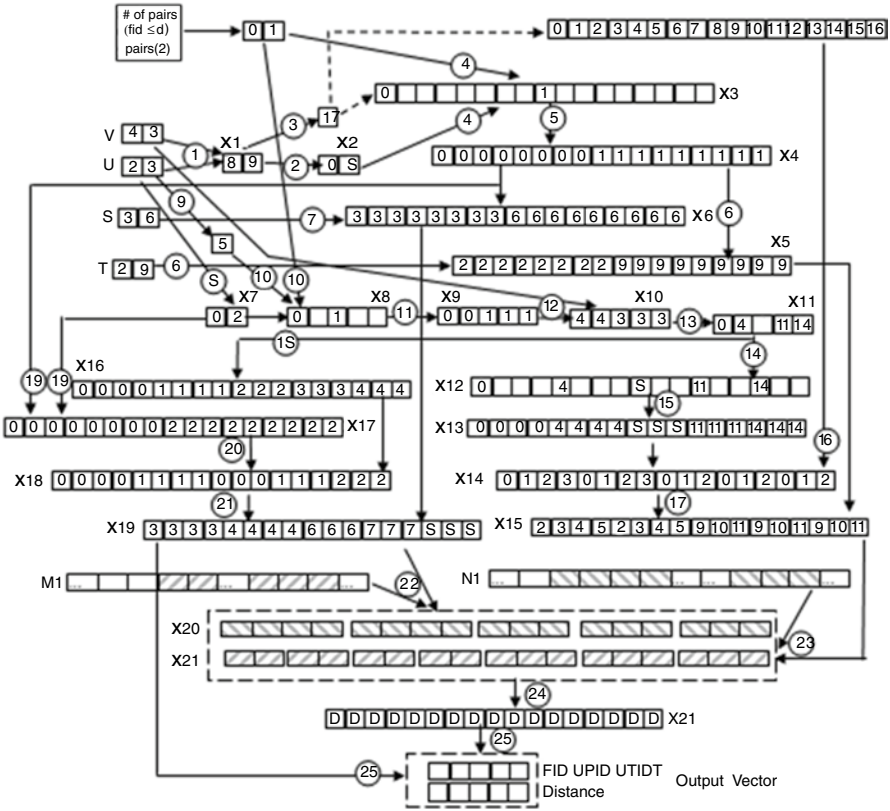 # of pairs
(fid ≤d)
pairs(2)
0 1
0 1 2 3 4 5 6 7 8 9 10 11 12 13 14 15 16
4
17
0 1 X3
3
4
5
V 4 3
X1
X2
1
8 9
2
0 S
U 2 3
0 0 0 0 0 0 0 0 1 1 1 1 1 1 1 1 1 X4
9
S 3 6
7
3 3 3 3 3 3 3 3 6 6 6 6 6 6 6 6 6 X6
6
5
X5
T 2 9
6
S
10
10
2 2 2 2 2 2 2 2 9 9 9 9 9 9 9 9 9
X7
X8
X9
X10
X11
0 2
0 1
11
0 0 1 1 1
12
4 4 3 3 3
13
0 4 11 14
1S
14
19
19
X16
0 0 0 0 1 1 1 1 2 2 2 3 3 3 4 4 4
X12 0 4 S 11 14
15
0 0 0 0 0 0 0 0 2 2 2 2 2 2 2 2 2 X17
X13 0 0 0 0 4 4 4 4 S S S 11 11 11 14 14 14
20
16
X18 0 0 0 0 1 1 1 1 0 0 0 1 1 1 2 2 2
X14 0 1 2 3 0 1 2 3 0 1 2 0 1 2 0 1 2
21
17
X19 3 3 3 3 4 4 4 4 6 6 6 7 7 7 S S S
X15 2 3 4 5 2 3 4 5 9 10 11 9 10 11 9 10 11
M1 ... ... ...
22
N1 ... ... ... ...
X20
23
X21
24
D D D D D D D D D D D D D D D D D X21
25
25
FID UPID UTIDT
Distance
Output Vector